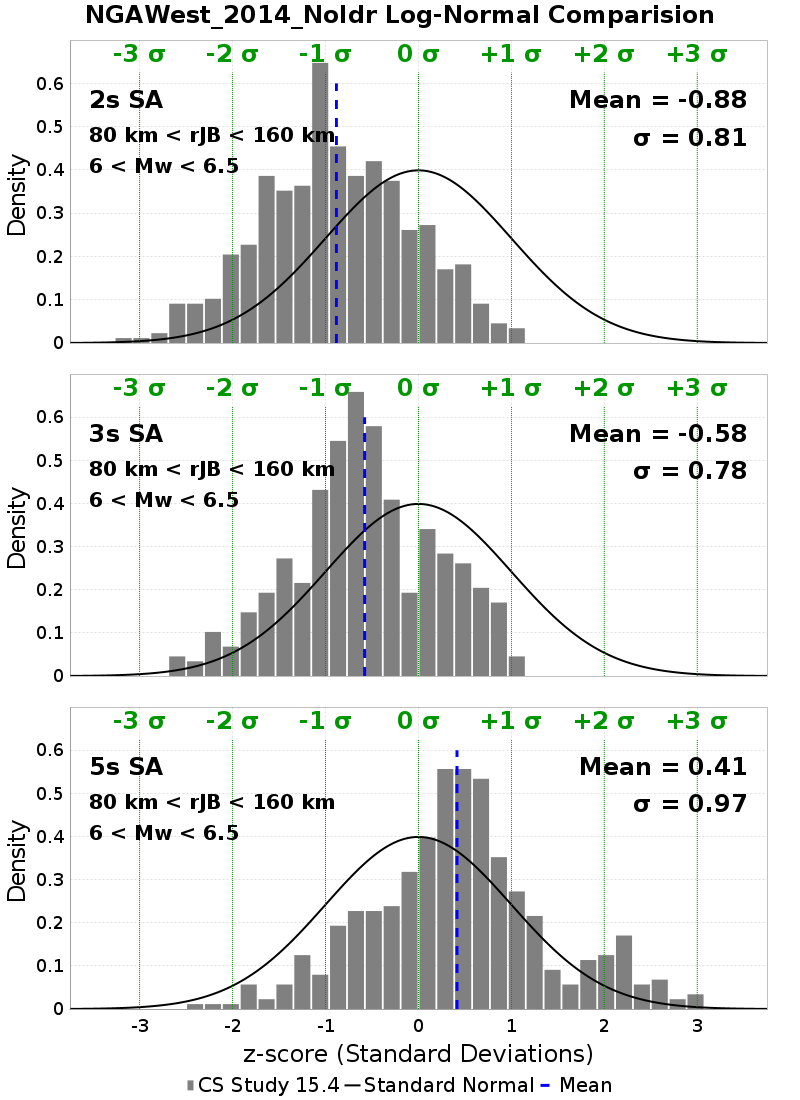 NGAWest_2014_NoIdr Log-Normal Comparision
-3 σ -2 σ -1 σ 0 σ +1 σ +2 σ +3 σ
2s SA Mean = -0.88
80 km < rJB < 160 km σ = 0.81
6 < Mw < 6.5
Density
0.6
0.5
0.4
0.3
0.2
0.1
0
-3 σ -2 σ -1 σ 0 σ +1 σ +2 σ +3 σ
3s SA Mean = -0.58
80 km < rJB < 160 km σ = 0.78
6 < Mw < 6.5
Density
0.6
0.5
0.4
0.3
0.2
0.1
0
-3 σ -2 σ -1 σ 0 σ +1 σ +2 σ +3 σ
5s SA Mean = 0.41
80 km < rJB < 160 km σ = 0.97
6 < Mw < 6.5
Density
0.6
0.5
0.4
0.3
0.2
0.1
0
-3 -2 -1 0 1 2 3
z-score (Standard Deviations)
CS Study 15.4 Standard Normal Mean